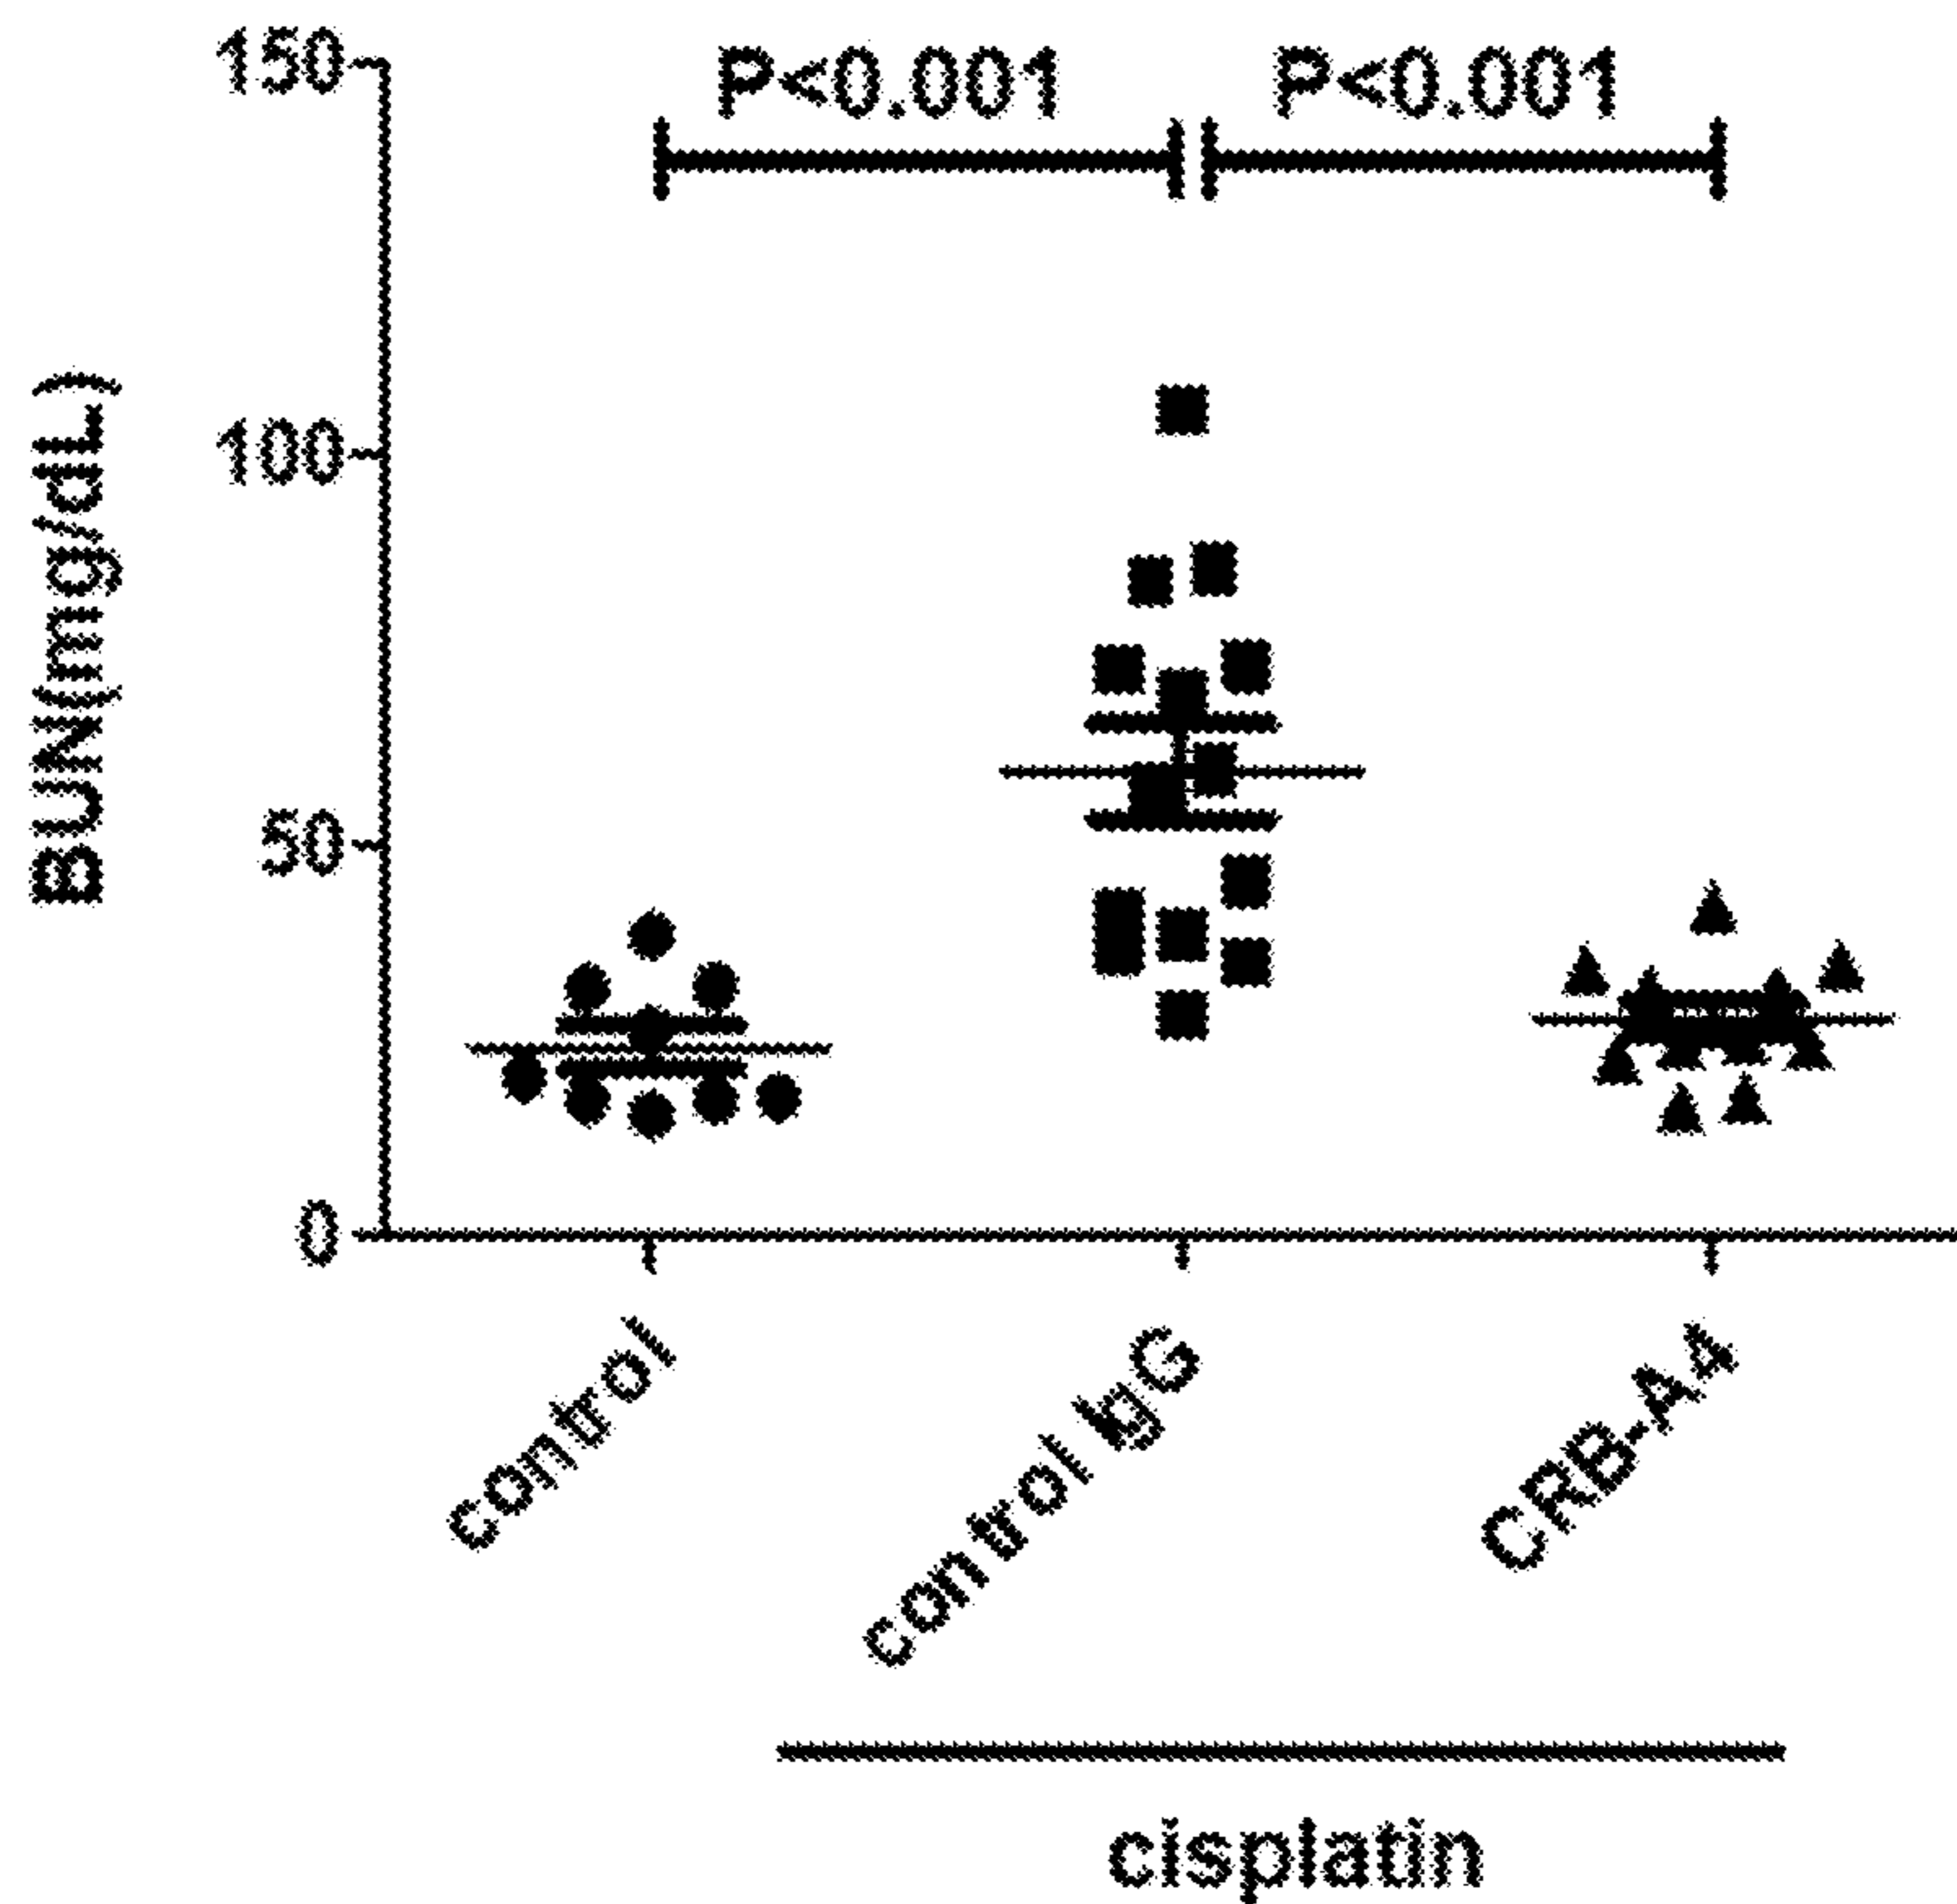 150
P<0.001 P<0.001
100
BUN(mg/dL)
50
0
control
control IgG
CRB-A4
cisplatin